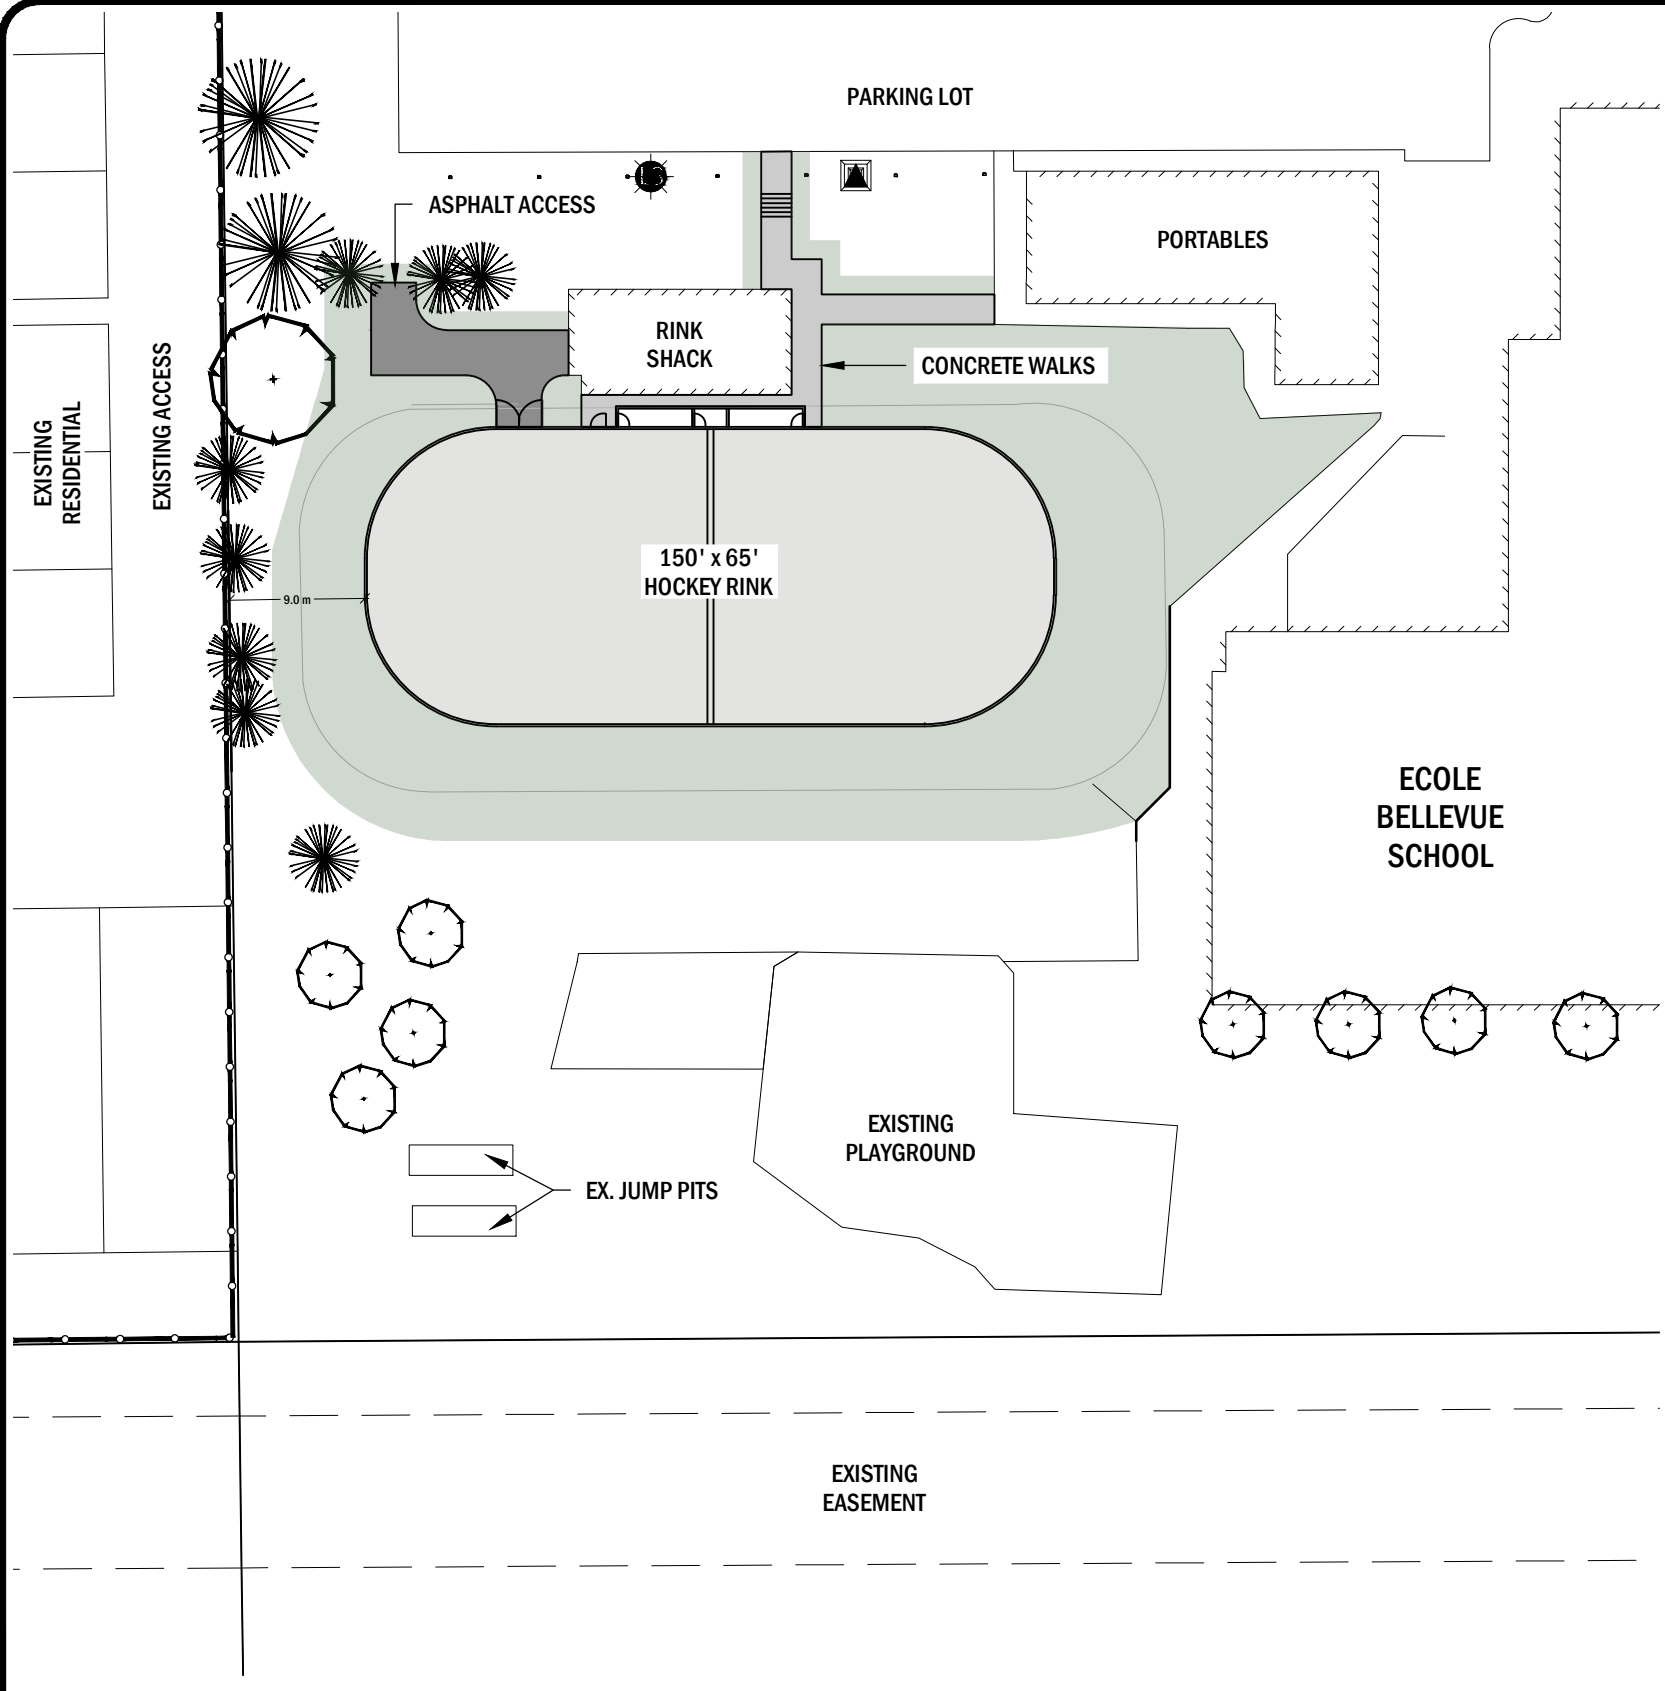 PARKING LOT
ASPHALT ACCESS
PORTABLES
RINK
SHACK
CONCRETE WALKS
EXISTING ACCESS
EXISTING
RESIDENTIAL
150' x 65'
HOCKEY RINK
9.0 m
ECOLE
BELLEVUE
SCHOOL
EXISTING
PLAYGROUND
EX. JUMP PITS
EXISTING
EASEMENT